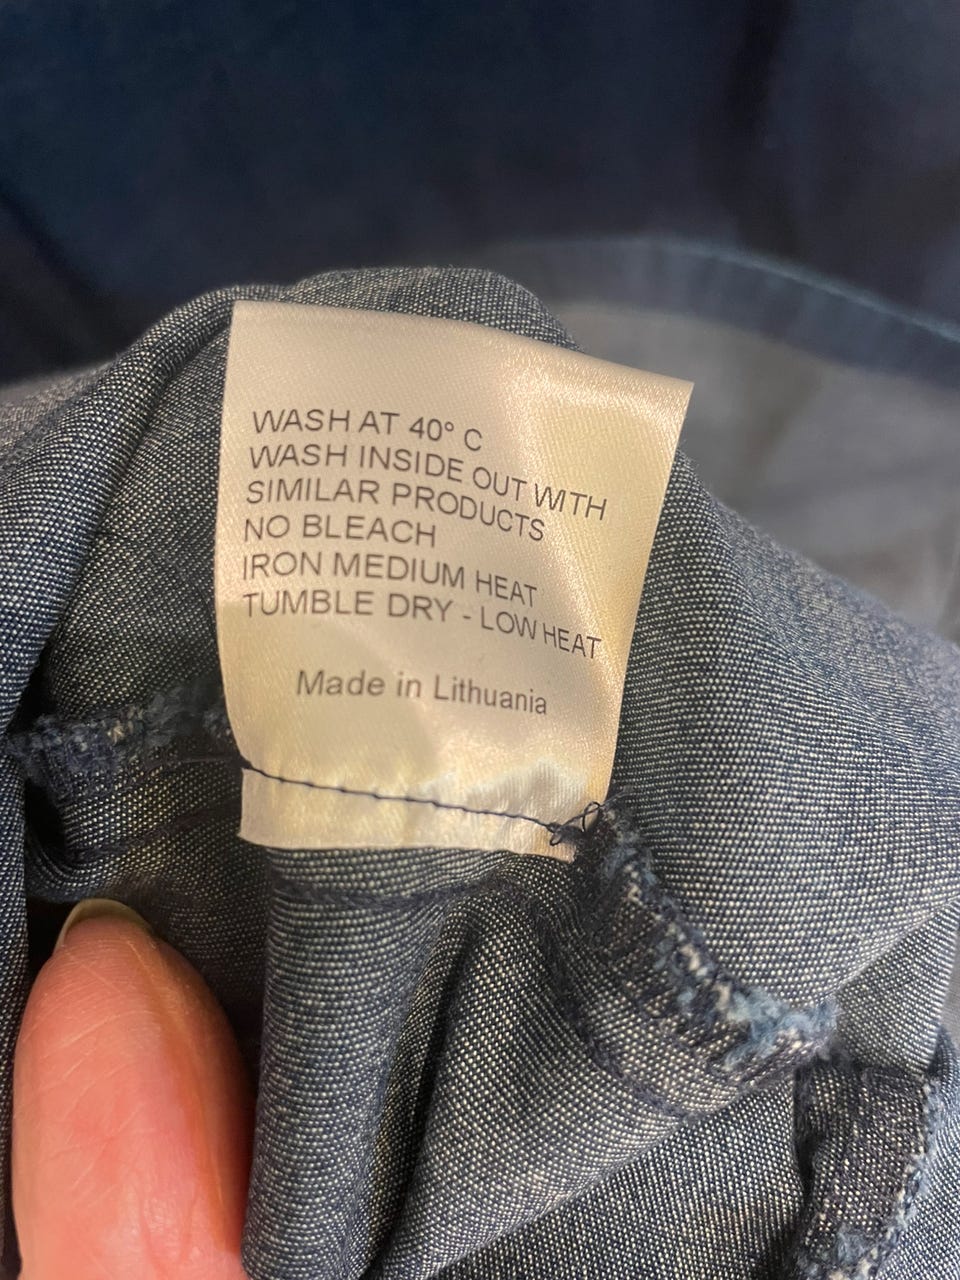 WASH AT 40° C
WASH INSIDE OUT WITH
SIMILAR PRODUCTS
NO BLEACH
IRON MEDIUM HEAT
TUMBLE DRY - LOW HEAT
Made in Lithuania